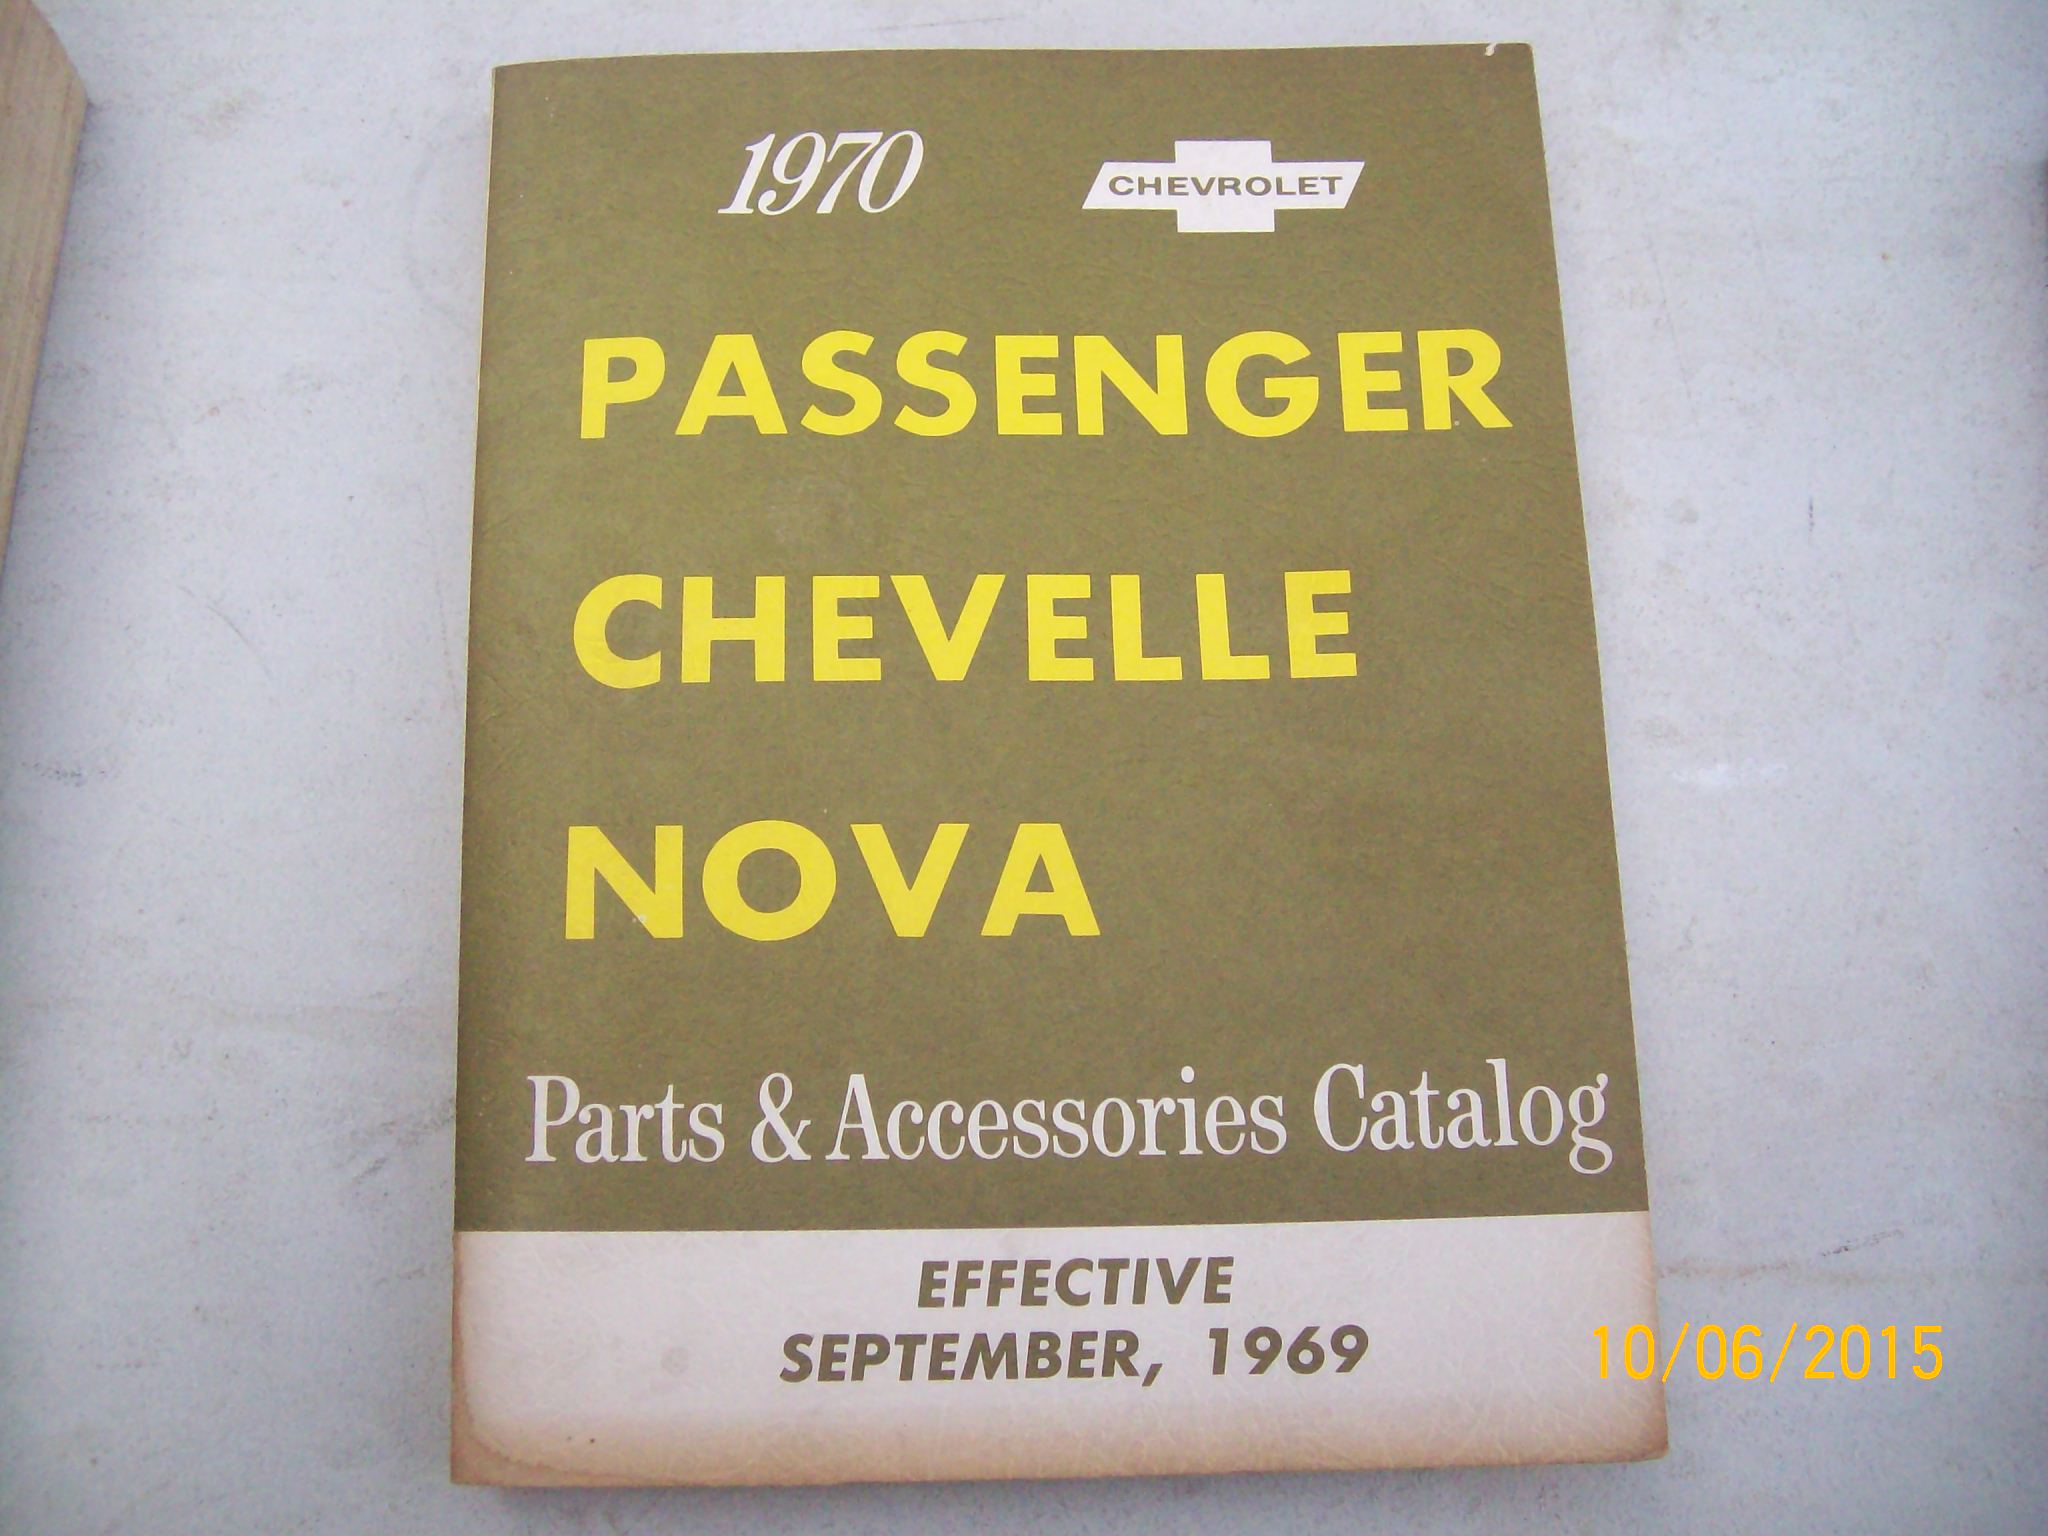 1970
CHEVROLET
PASSENGER
CHEVELLE
NOVA
Parts & Accessories Catalog
EFFECTIVE
SEPTEMBER, 1969
10/06/2015